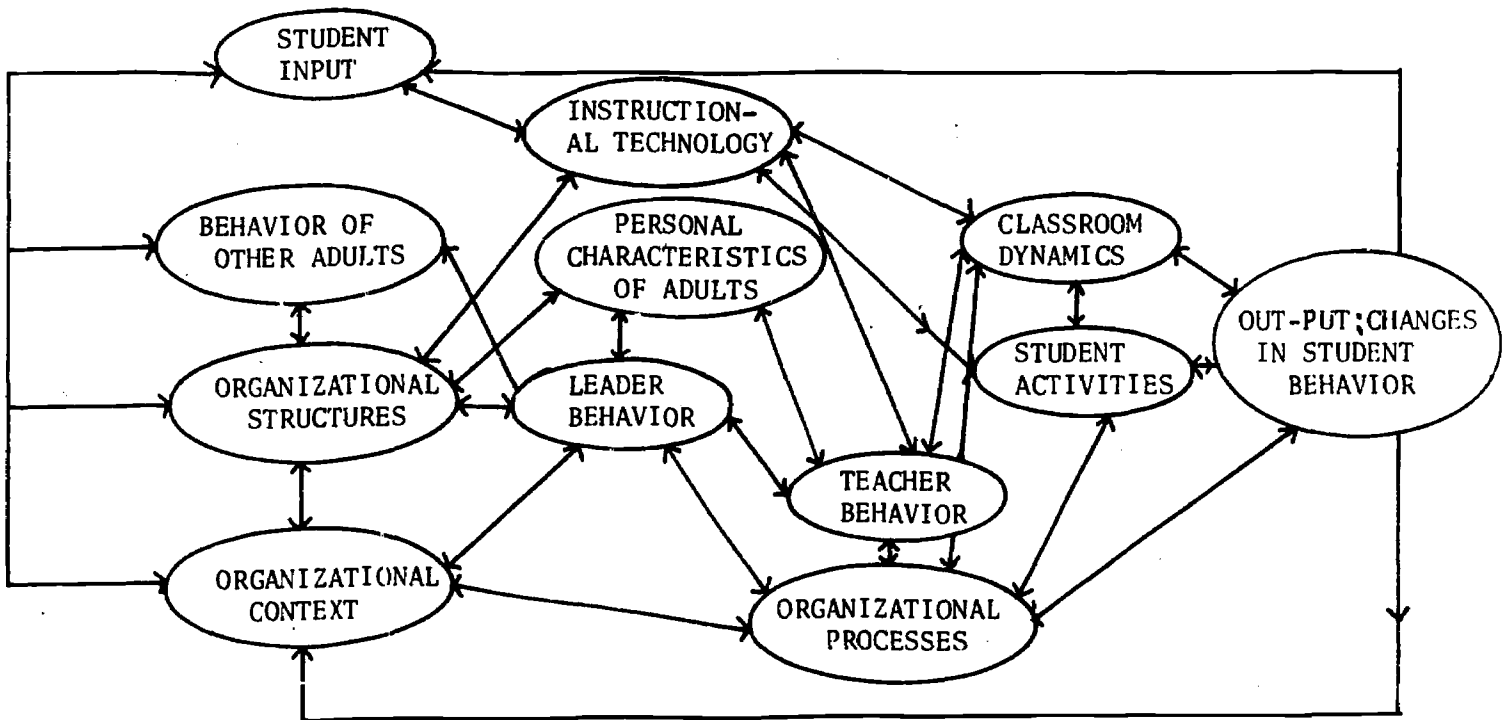 STUDENT
INPUT
INSTRUCTION-
AL TECHNOLOGY
BEHAVIOR OF
OTHER ADULTS
PERSONAL
CHARACTERISTICS
OF ADULTS
CLASSROOM
DYNAMICS
OUT-PUT;CHANGES
IN STUDENT
BEHAVIOR
STUDENT
ACTIVITIES
ORGANIZATIONAL
STRUCTURES
LEADER
BEHAVIOR
TEACHER
BEHAVIOR
ORGANIZATIONAL
CONTEXT
ORGANIZATIONAL
PROCESSES